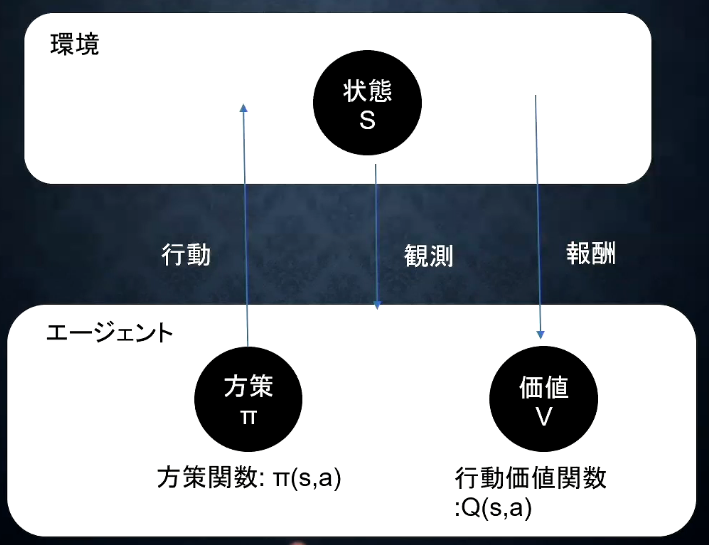 環境
状態
S
行動
観測
報酬
エージェント
方策
π
価値
V
方策関数: π(s,a)
行動価値関数
:Q(s,a)